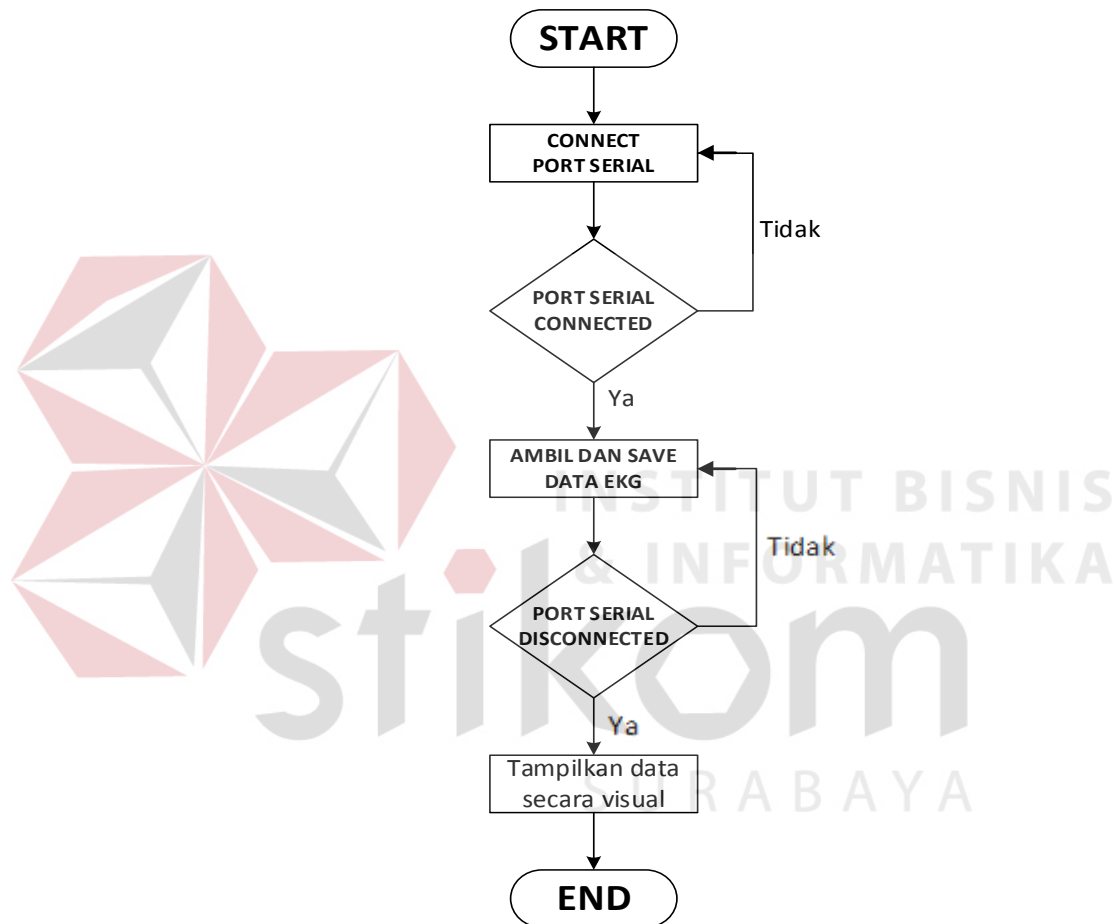 START
CONNECT
PORT SERIAL
Tidak
PORT SERIAL
CONNECTED
Ya
AMBIL DAN SAVE
DATA EKG
INSTITUT BISNIS
Tidak
& INFORMATIKA
PORT SERIAL
DISCONNECTED
stikom
Ya
Tampilkan data
secara visual
SURABAYA
END